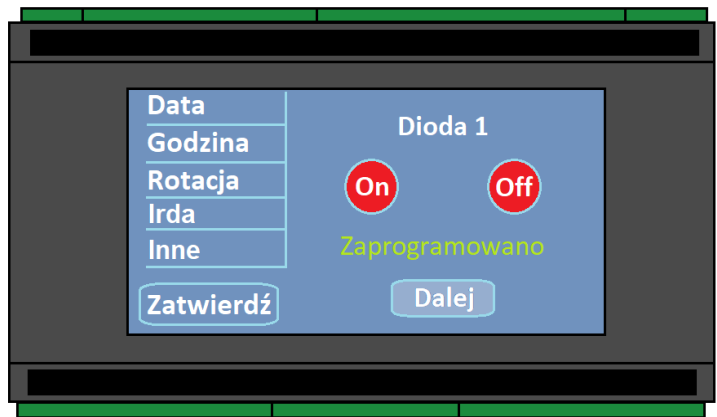 Data
Godzina
Rotacja
Irda
Inne
Zatwierdź
Dioda 1
On Off
Zaprogramowano
Dalej